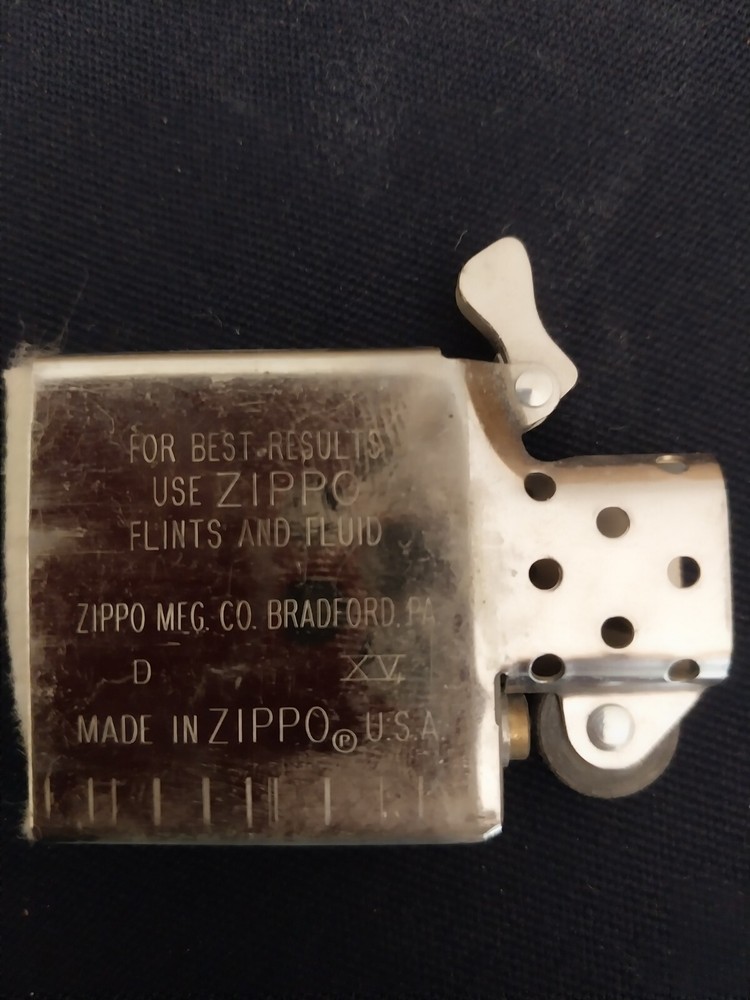 FOR BEST RESULTS
USE ZIPPO
FLINTS AND FLUID
ZIPPO MFG. CO. BRADFORD, PA
D XV
MADE IN ZIPPO ® U.S.A.